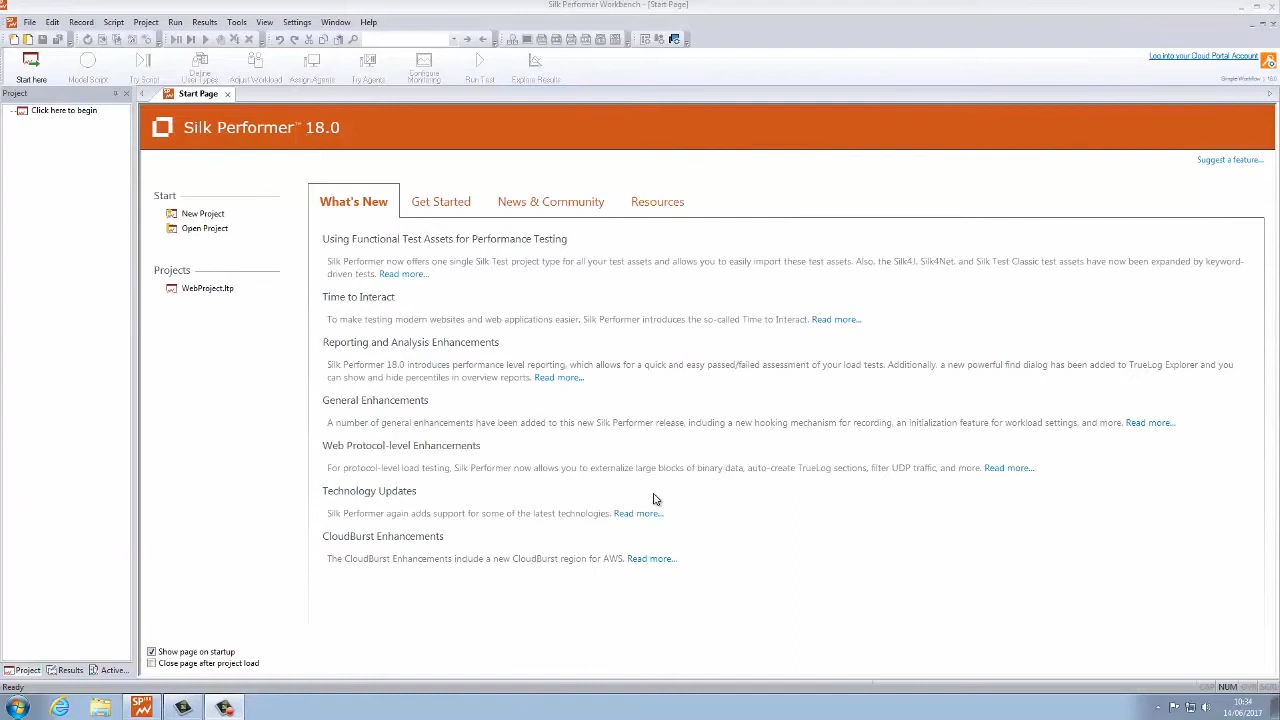 Silk Performer Workbench - [Start Page]
File Edit Record Script Project Run Results Tools View Settings Window Help
Log into your Cloud Portal Account
Start here Model Script Try Script Define User Types Adjust Workload Assign Agents Try Agents Configure Monitoring Run Test Explore Results
Project
Start Page
Click here to begin
Silk Performer™ 18.0
Suggest a feature...
Start
New Project
Open Project
Projects
WebProject.ltp
What's New Get Started News & Community Resources
Using Functional Test Assets for Performance Testing
Silk Performer now offers one single Silk Test project type for all your test assets and allows you to easily import these test assets. Also, the Silk4J, Silk4Net, and Silk Test Classic test assets have now been expanded by keyword-
driven tests. Read more...
Time to Interact
To make testing modern websites and web applications easier, Silk Performer introduces the so-called Time to Interact. Read more...
Reporting and Analysis Enhancements
Silk Performer 18.0 introduces performance level reporting, which allows for a quick and easy passed/failed assessment of your load tests. Additionally, a new powerful find dialog has been added to TrueLog Explorer and you
can show and hide percentiles in overview reports. Read more...
General Enhancements
A number of general enhancements have been added to this new Silk Performer release, including a new hooking mechanism for recording, an initialization feature for workload settings, and more. Read more...
Web Protocol-level Enhancements
For protocol-level load testing, Silk Performer now allows you to externalize large blocks of binary data, auto-create TrueLog sections, filter UDP traffic, and more. Read more...
Technology Updates
Silk Performer again adds support for some of the latest technologies. Read more...
CloudBurst Enhancements
The CloudBurst Enhancements include a new CloudBurst region for AWS. Read more...
Show page on startup
Close page after project load
Project Results Active...
Ready
NUM
10:34
14/06/2017